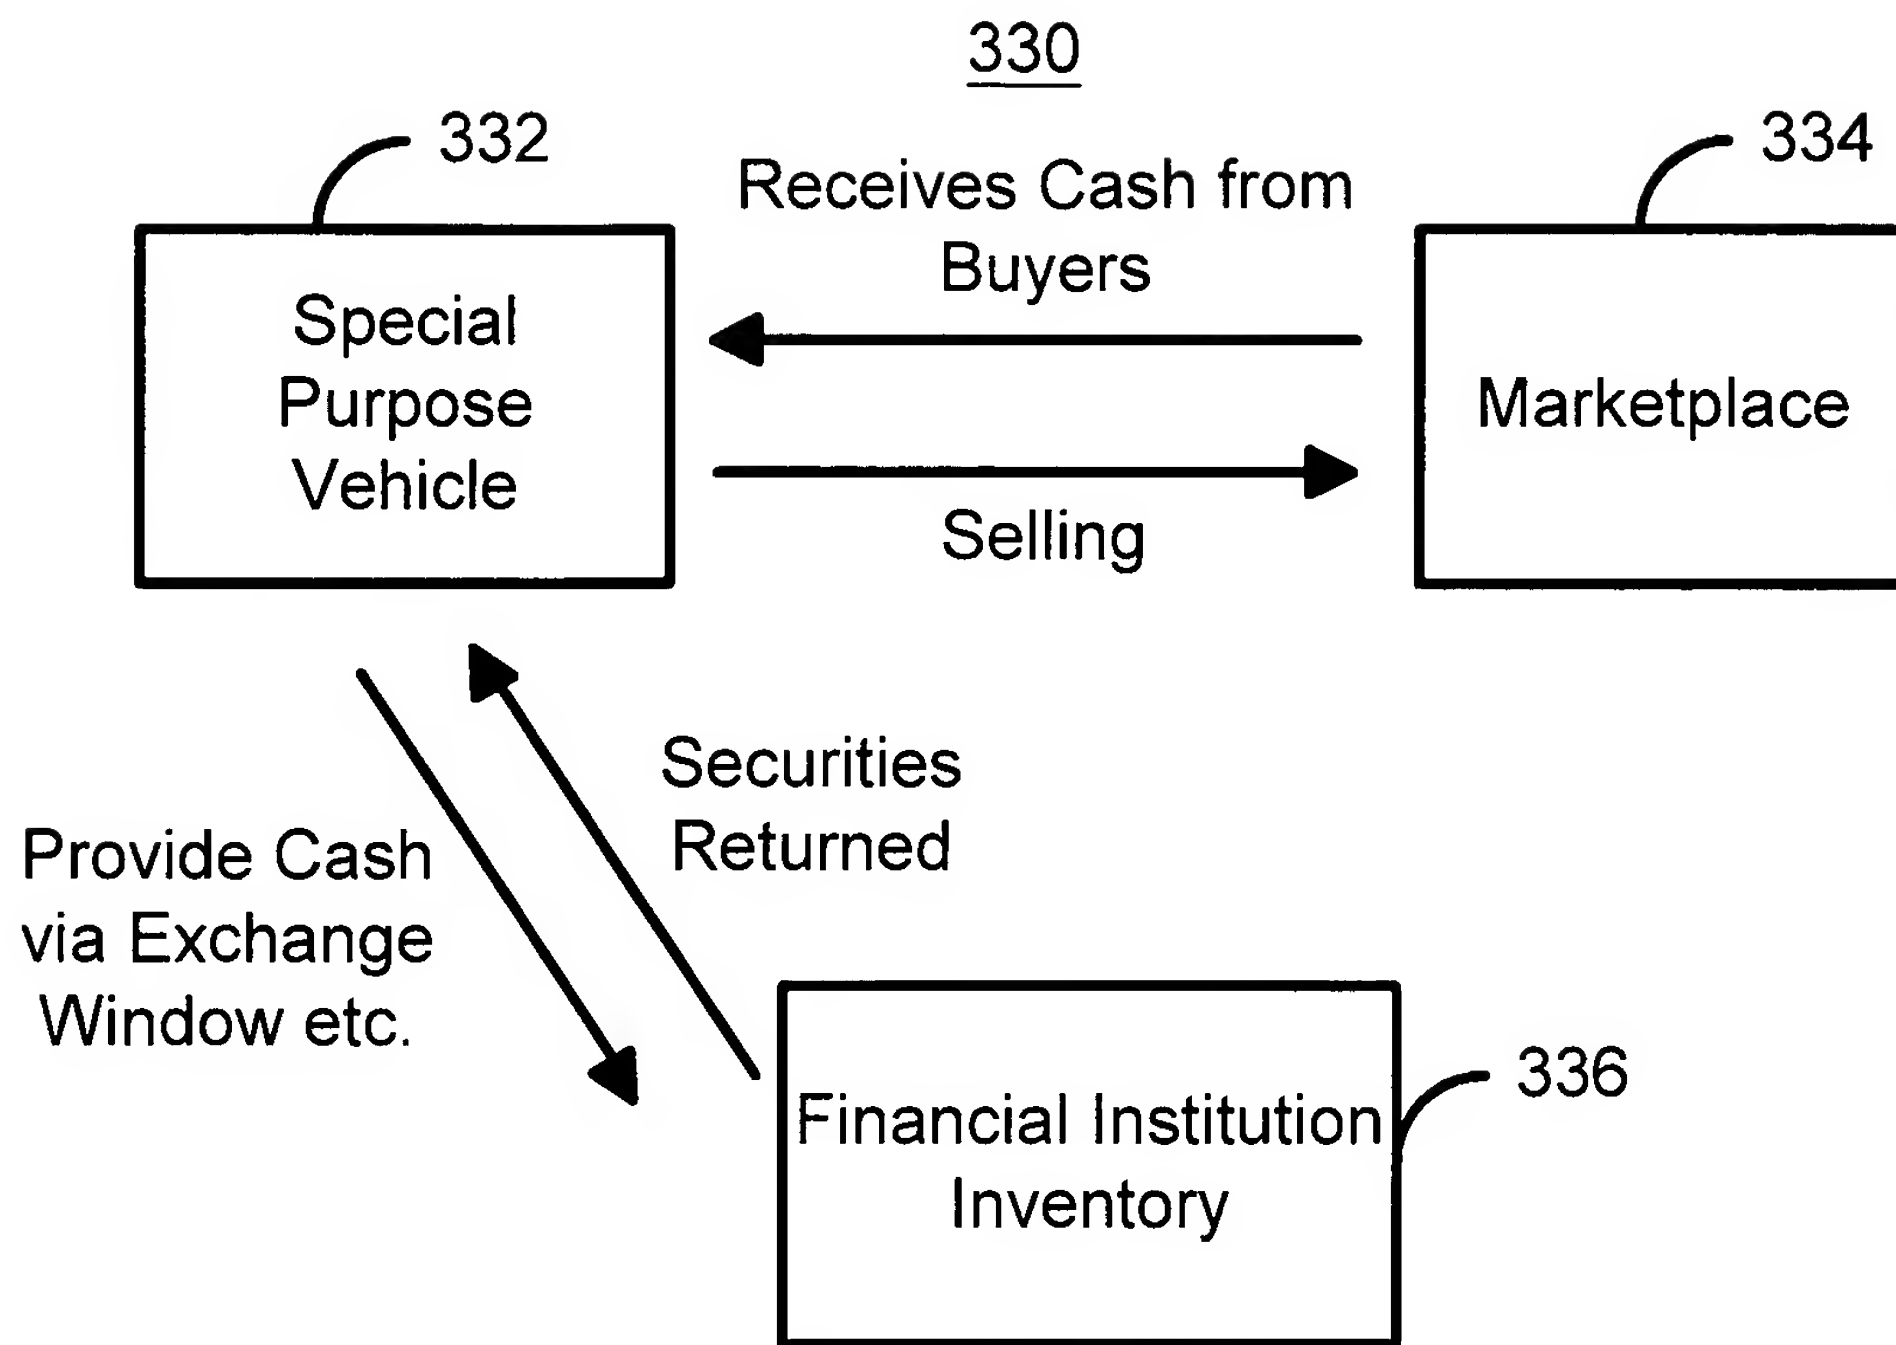 330
332
334
Receives Cash from
Buyers
Special
Purpose
Vehicle
Marketplace
Selling
Securities
Returned
Provide Cash
via Exchange
Window etc.
336
Financial Institution
Inventory